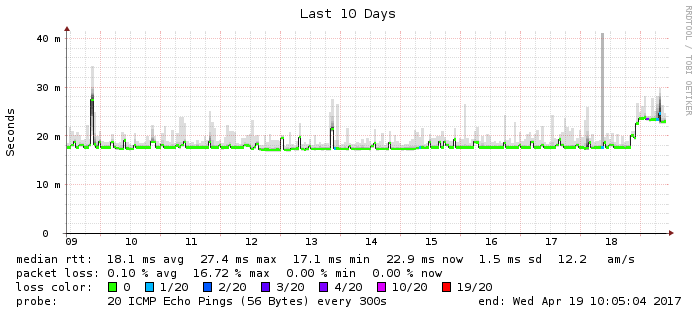 Last 10 Days
RRDTOOL / TOBI OETIKER
Seconds
40 m
30 m
20 m
10 m
0
09 10 11 12 13 14 15 16 17 18
median rtt: 18.1 ms avg 27.4 ms max 17.1 ms min 22.9 ms now 1.5 ms sd 12.2 am/s
packet loss: 0.10 % avg 16.72 % max 0.00 % min 0.00 % now
loss color: 0 1/20 2/20 3/20 4/20 10/20 19/20
probe: 20 ICMP Echo Pings (56 Bytes) every 300s end: Wed Apr 19 10:05:04 2017